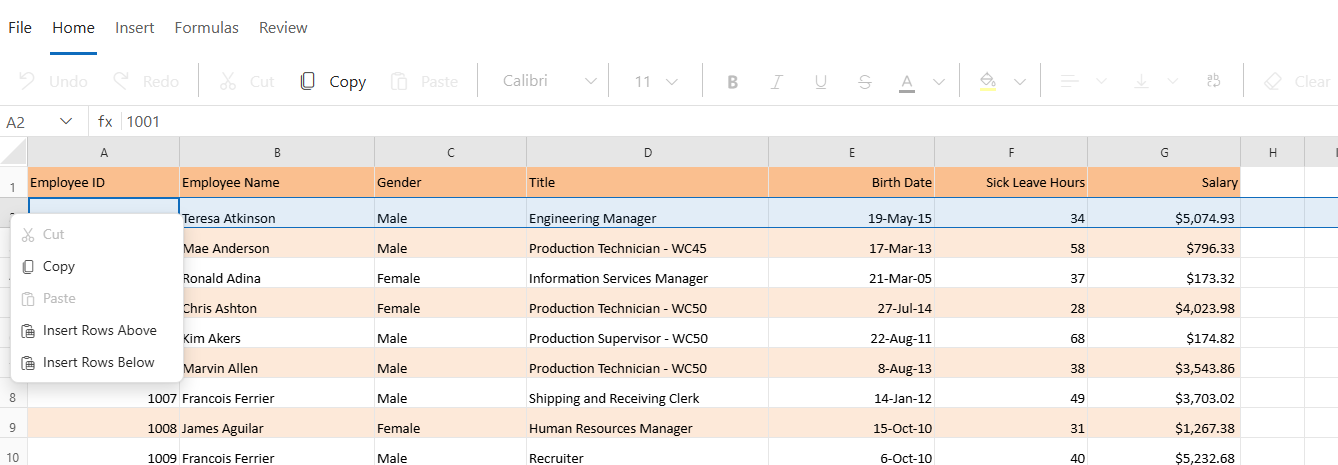 File Home Insert Formulas Review
Undo Redo Cut Copy Paste Calibri 11 B I U S A ab Clear
A2 fx 1001
A B C D E F G H
1 Employee ID Employee Name Gender Title Birth Date Sick Leave Hours Salary
Teresa Atkinson Male Engineering Manager 19-May-15 34 $5,074.93
Cut
Mae Anderson Male Production Technician - WC45 17-Mar-13 58 $796.33
Copy
Ronald Adina Female Information Services Manager 21-Mar-05 37 $173.32
Paste
Chris Ashton Female Production Technician - WC50 27-Jul-14 28 $4,023.98
Insert Rows Above
Kim Akers Male Production Supervisor - WC50 22-Aug-11 68 $174.82
Insert Rows Below
Marvin Allen Male Production Technician - WC50 8-Aug-13 38 $3,543.86
8 1007 Francois Ferrier Male Shipping and Receiving Clerk 14-Jan-12 49 $3,703.02
9 1008 James Aguilar Female Human Resources Manager 15-Oct-10 31 $1,267.38
10 1009 Francois Ferrier Male Recruiter 6-Oct-10 40 $5,232.68